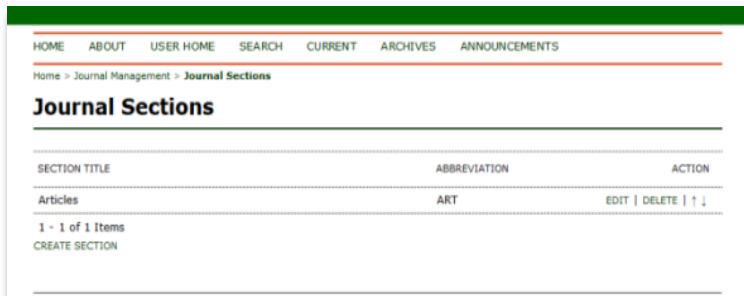 HOME ABOUT USER HOME SEARCH CURRENT ARCHIVES ANNOUNCEMENTS
Home > Journal Management > Journal Sections
Journal Sections
SECTION TITLE ABBREVIATION ACTION
Articles ART EDIT | DELETE | ↑ ↓
1 - 1 of 1 Items
CREATE SECTION